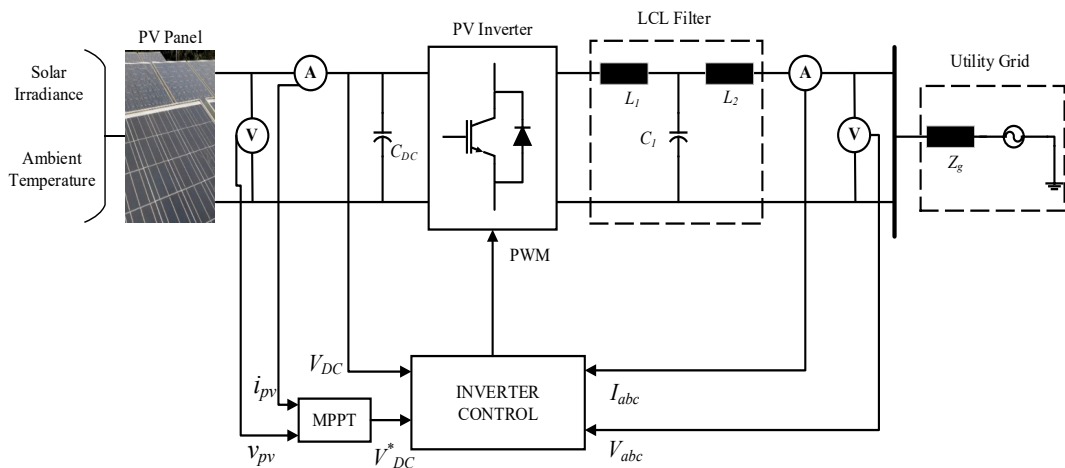 PV Panel
PV Inverter
LCL Filter
Utility Grid
Solar
Irradiance
Ambient
Temperature
A
V
C_DC
L_1
L_2
C_1
A
V
Z_g
PWM
V_DC
i_pv
v_pv
MPPT
V*_DC
INVERTER
CONTROL
I_abc
V_abc